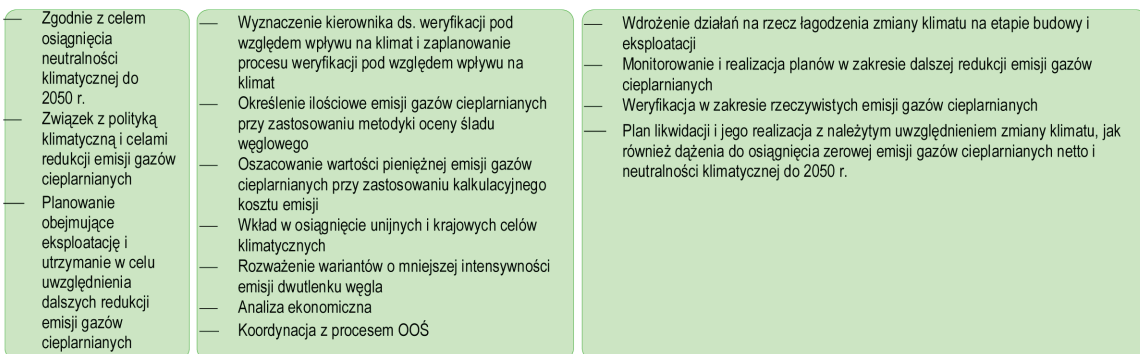 — Zgodnie z celem
osiągnięcia
neutralności
klimatycznej do
2050 r.
— Związek z polityką
klimatyczną i celami
redukcji emisji gazów
cieplarnianych
— Planowanie
obejmujące
eksploatację i
utrzymanie w celu
uwzględnienia
dalszych redukcji
emisji gazów
cieplarnianych
— Wyznaczenie kierownika ds. weryfikacji pod
względem wpływu na klimat i zaplanowanie
procesu weryfikacji pod względem wpływu na
klimat
— Określenie ilościowe emisji gazów cieplarnianych
przy zastosowaniu metodyki oceny śladu
węglowego
— Oszacowanie wartości pieniężnej emisji gazów
cieplarnianych przy zastosowaniu kalkulacyjnego
kosztu emisji
— Wkład w osiągnięcie unijnych i krajowych celów
klimatycznych
— Rozważenie wariantów o mniejszej intensywności
emisji dwutlenku węgla
— Analiza ekonomiczna
— Koordynacja z procesem OOŚ
— Wdrożenie działań na rzecz łagodzenia zmiany klimatu na etapie budowy i
eksploatacji
— Monitorowanie i realizacja planów w zakresie dalszej redukcji emisji gazów
cieplarnianych
— Weryfikacja w zakresie rzeczywistych emisji gazów cieplarnianych
— Plan likwidacji i jego realizacja z należytym uwzględnieniem zmiany klimatu, jak
również dążenia do osiągnięcia zerowej emisji gazów cieplarnianych netto i
neutralności klimatycznej do 2050 r.